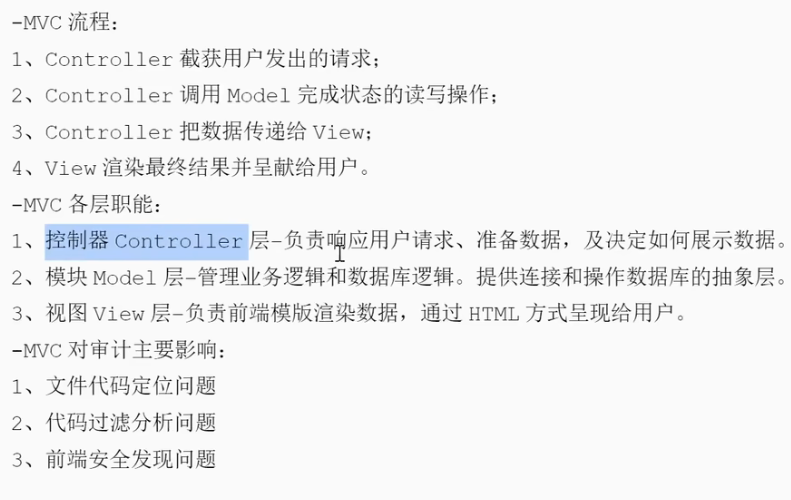 -MVC 流程：
1、Controller 截获用户发出的请求；
2、Controller 调用 Model 完成状态的读写操作；
3、Controller 把数据传递给 View；
4、View 渲染最终结果并呈献给用户。
-MVC 各层职能：
1、控制器 Controller 层-负责响应用户请求、准备数据，及决定如何展示数据。
2、模块 Model 层-管理业务逻辑和数据库逻辑。提供连接和操作数据库的抽象层。
3、视图 View 层-负责前端模版渲染数据，通过 HTML 方式呈现给用户。
-MVC 对审计主要影响：
1、文件代码定位问题
2、代码过滤分析问题
3、前端安全发现问题